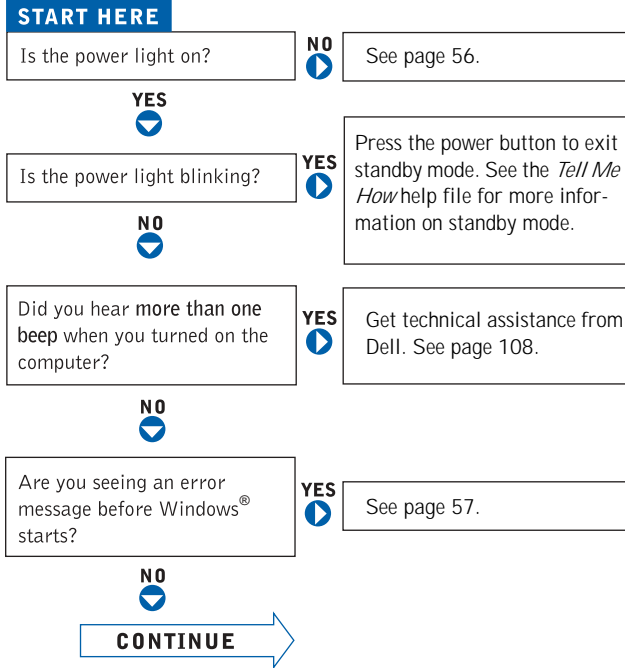 START HERE
Is the power light on?
NO
See page 56.
YES
Is the power light blinking?
YES
Press the power button to exit
standby mode. See the Tell Me
How help file for more infor-
mation on standby mode.
NO
Did you hear more than one
beep when you turned on the
computer?
YES
Get technical assistance from
Dell. See page 108.
NO
Are you seeing an error
message before Windows®
starts?
YES
See page 57.
NO
CONTINUE